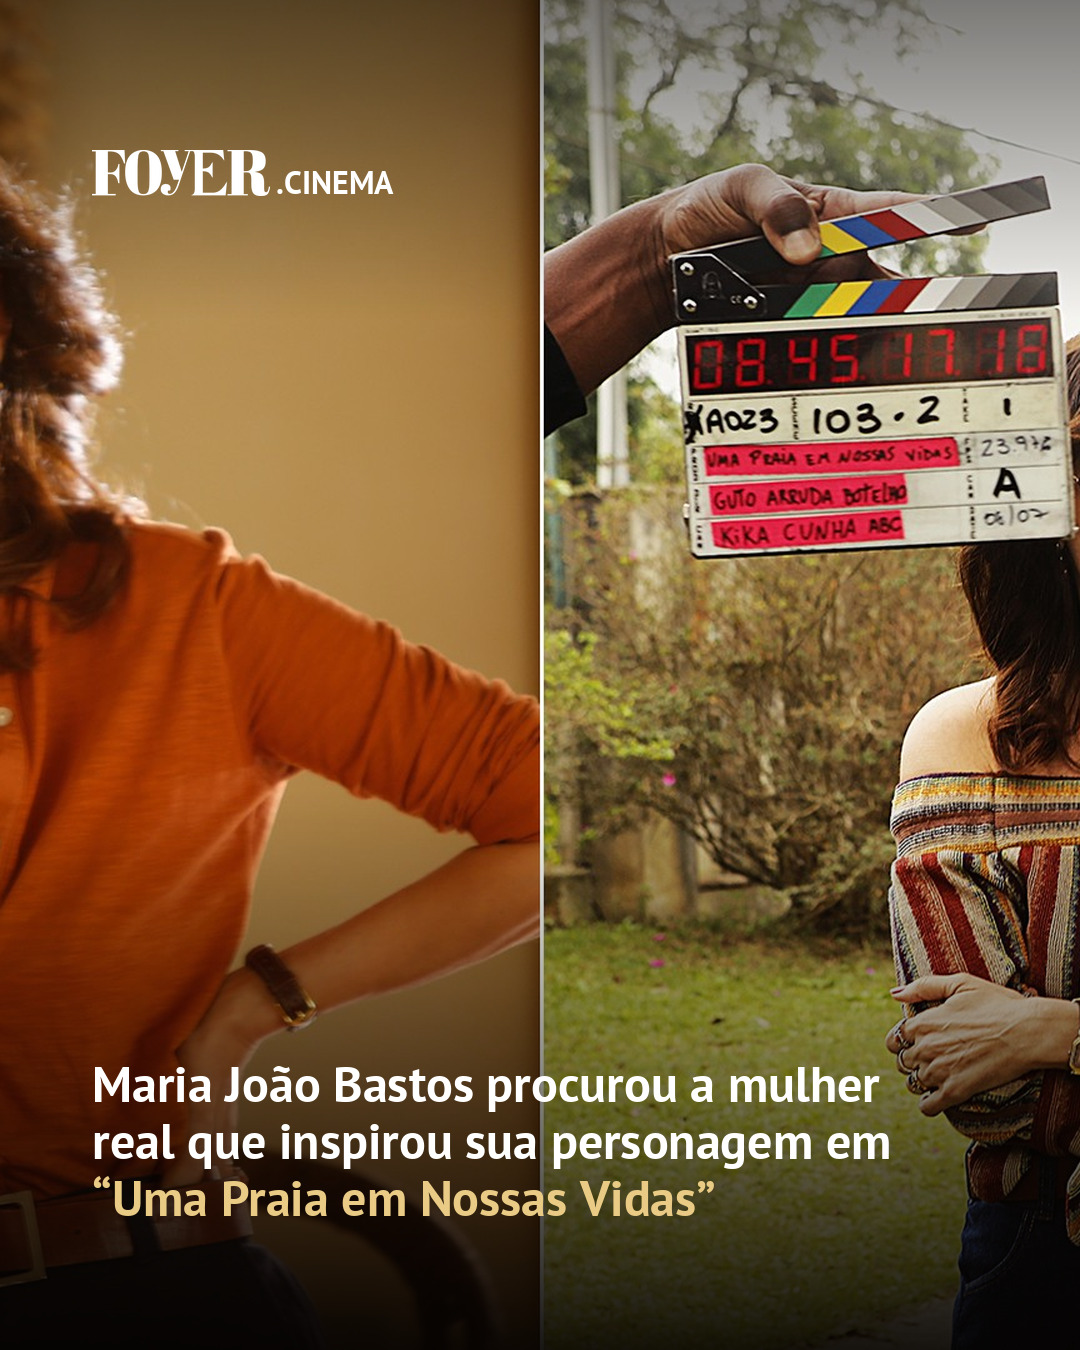 FOYER.CINEMA
08 45 17 18
A023 103.2 1
UMA PRAIA EM NOSSAS VIDAS 23.976
GUTO ARRUDA BOTELHO A
KIKA CUNHA ABC 06/07
Maria João Bastos procurou a mulher
real que inspirou sua personagem em
“Uma Praia em Nossas Vidas”